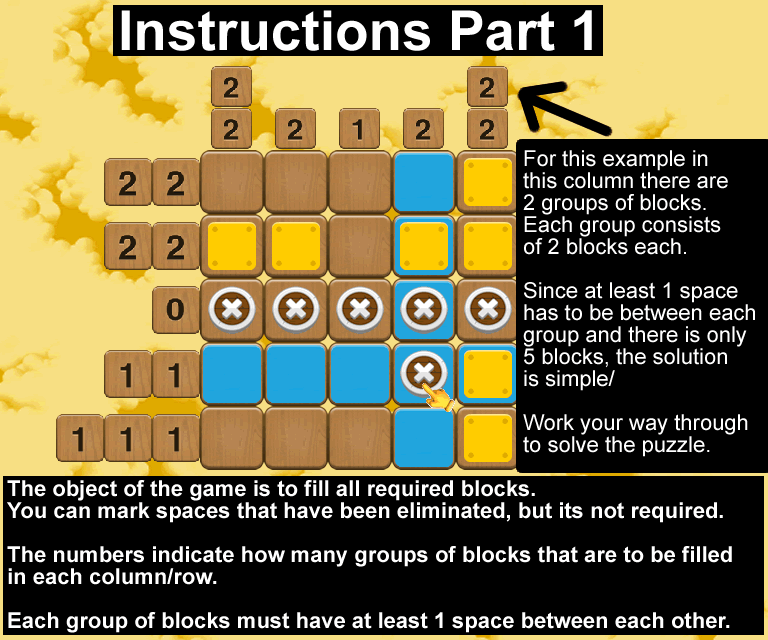 Instructions Part 1
2 2
2 2 1 2 2
2 2
2 2
0
1 1
1 1 1
For this example in
this column there are
2 groups of blocks.
Each group consists
of 2 blocks each.
Since at least 1 space
has to be between each
group and there is only
5 blocks, the solution
is simple/
Work your way through
to solve the puzzle.
The object of the game is to fill all required blocks.
You can mark spaces that have been eliminated, but its not required.
The numbers indicate how many groups of blocks that are to be filled
in each column/row.
Each group of blocks must have at least 1 space between each other.